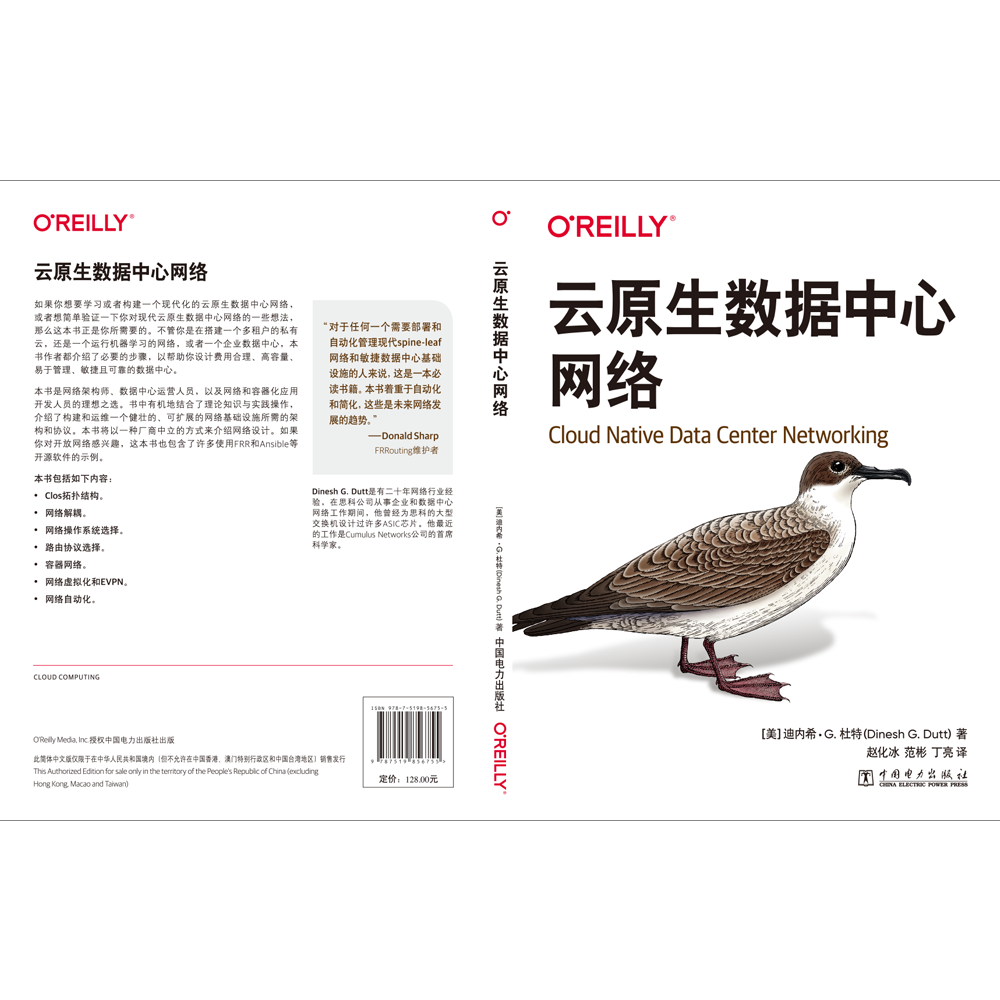 O'REILLY®
云原生数据中心网络
如果你想要学习或者构建一个现代化的云原生数据中心网络，
或者想简单验证一下你对现代云原生数据中心网络的一些想法，
那么这本书正是你所需要的。不管你是在搭建一个多租户的私有
云，还是一个运行机器学习的网络，或者一个企业数据中心，本
书作者都介绍了必要的步骤，以帮助你设计费用合理、高容量、
易于管理、敏捷且可靠的数据中心。
本书是网络架构师、数据中心运营人员，以及网络和容器化应用
开发人员的理想之选。书中有机地结合了理论知识与实践操作，
介绍了构建和运维一个健壮的、可扩展的网络基础设施所需的架
构和协议。本书将以一种厂商中立的方式来介绍网络设计。如果
你对开放网络感兴趣，这本书也包含了许多使用FRR和Ansible等
开源软件的示例。
本书包括如下内容：
• Clos拓扑结构。
• 网络解耦。
• 网络操作系统选择。
• 路由协议选择。
• 容器网络。
• 网络虚拟化和EVPN。
• 网络自动化。
“对于任何一个需要部署和
自动化管理现代spine-leaf
网络和敏捷数据中心基础
设施的人来说，这是一本必
读书籍。本书着重于自动化
和简化，这些是未来网络发
展的趋势。”
——Donald Sharp
FRRouting维护者
Dinesh G. Dutt是有二十年网络行业经
验。在思科公司从事企业和数据中心
网络工作期间，他曾经为思科的大型
交换机设计过许多ASIC芯片。他最近
的工作是Cumulus Networks公司的首席
科学家。
CLOUD COMPUTING
O'Reilly Media, Inc.授权中国电力出版社出版
此简体中文版仅限于在中华人民共和国境内（但不允许在中国香港、澳门特别行政区和中国台湾地区）销售发行
This Authorized Edition for sale only in the territory of the People's Republic of China (excluding
Hong Kong, Macao and Taiwan)
ISBN 978-7-5198-5675-5
9 787519 856755 >
定价：128.00元
云原生数据中心网络
[美] 迪内希·G. 杜特(Dinesh G. Dutt) 著
中国电力出版社
O'REILLY®
O'REILLY®
云原生数据中心
网络
Cloud Native Data Center Networking
[美] 迪内希·G. 杜特(Dinesh G. Dutt) 著
赵化冰 范彬 丁亮 译
中国电力出版社
CHINA ELECTRIC POWER PRESS